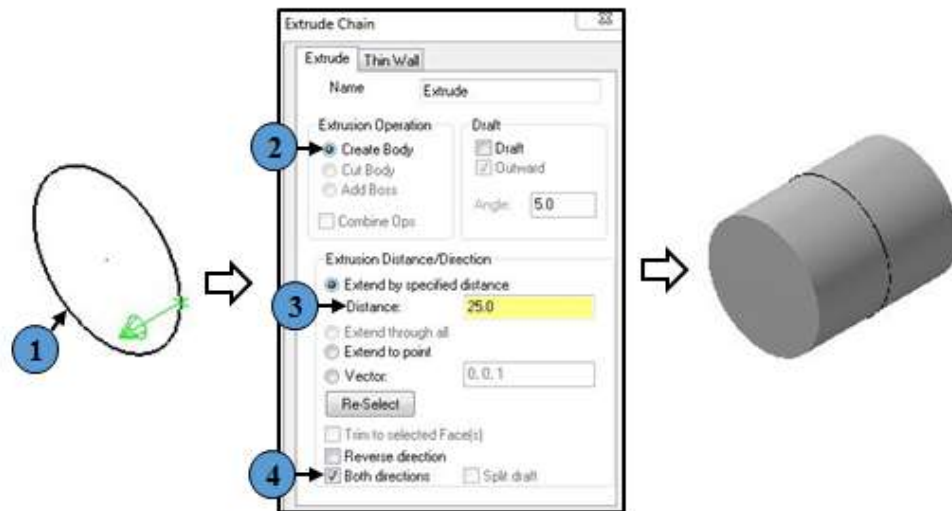 Extrude Chain
Extrude Thin Wall
Name Extrude
Extrusion Operation Draft
2 Create Body Draft
Cut Body Outward
Add Boss
Angle: 5.0
Combine Ops
Extrusion Distance/Direction
Extend by specified distance
3 Distance: 25.0
Extend through all
1
Extend to point
Vector: 0, 0, 1
Re-Select
Trim to selected Face(s)
Reverse direction
4 Both directions Split draft